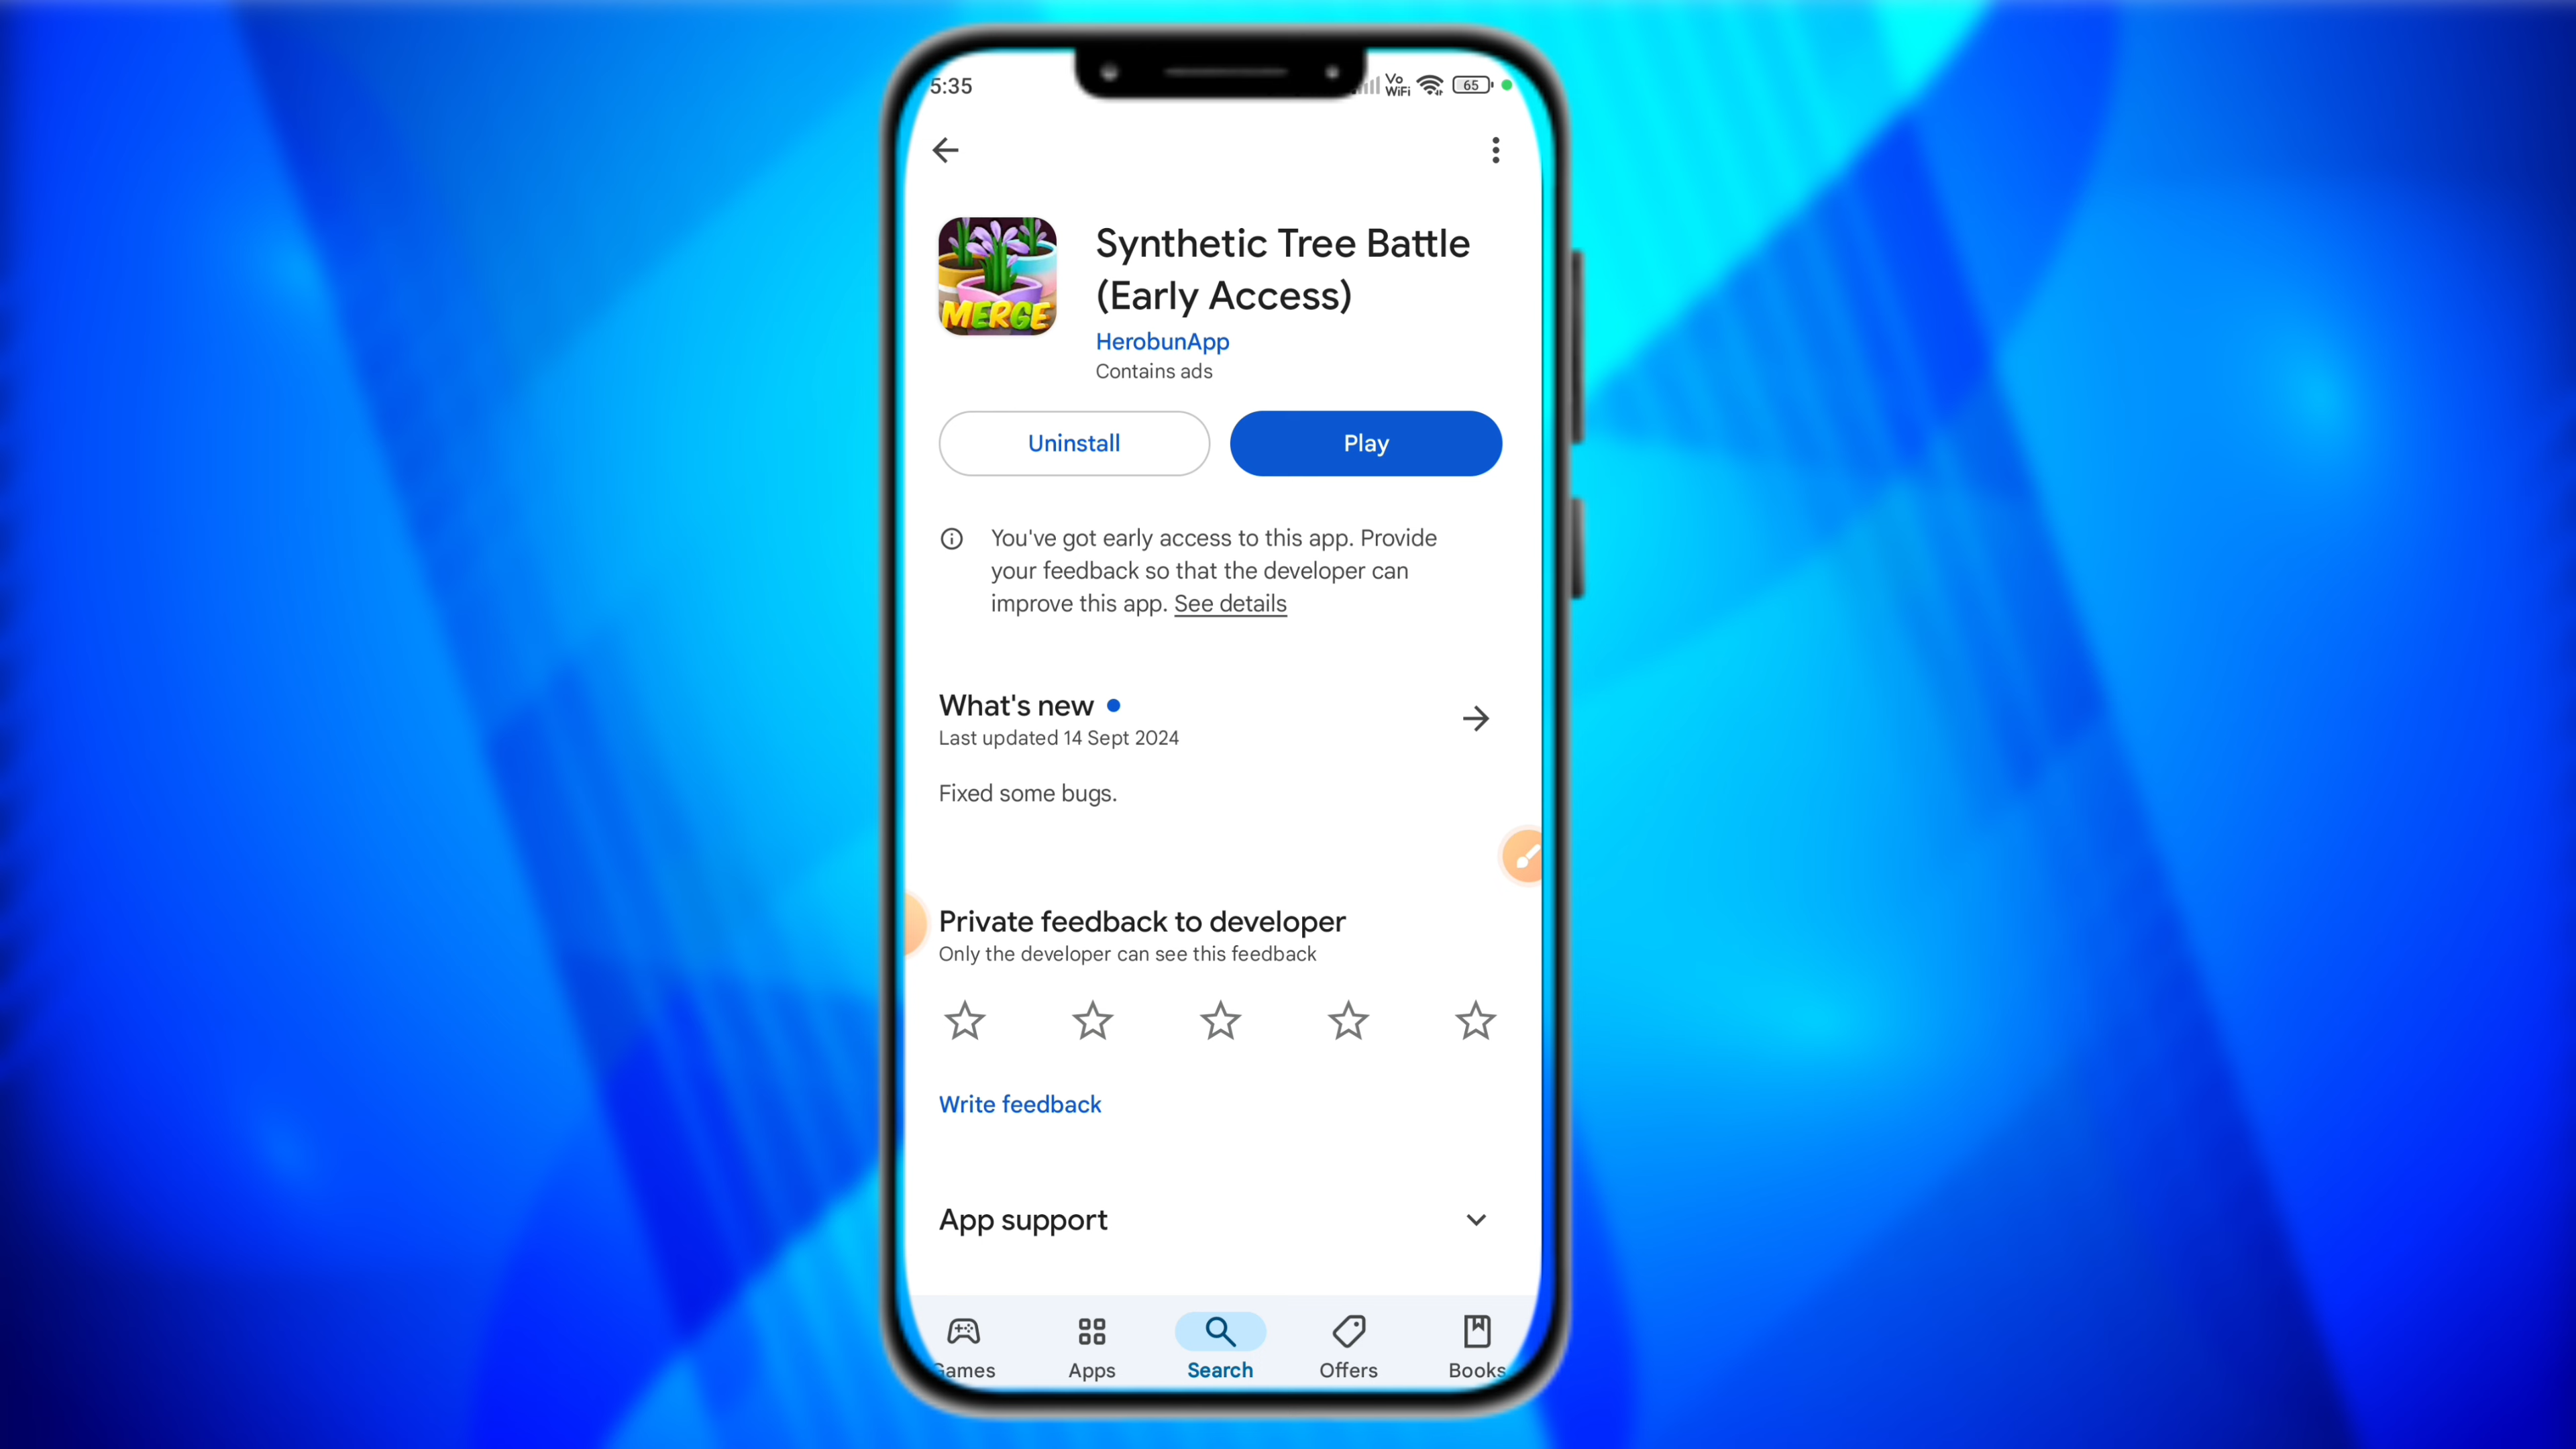 5:35
Vo
WiFi
65
MERGE
Synthetic Tree Battle
(Early Access)
HerobunApp
Contains ads
Uninstall
Play
You've got early access to this app. Provide
your feedback so that the developer can
improve this app. See details
What's new
Last updated 14 Sept 2024
Fixed some bugs.
Private feedback to developer
Only the developer can see this feedback
Write feedback
App support
Games
Apps
Search
Offers
Books